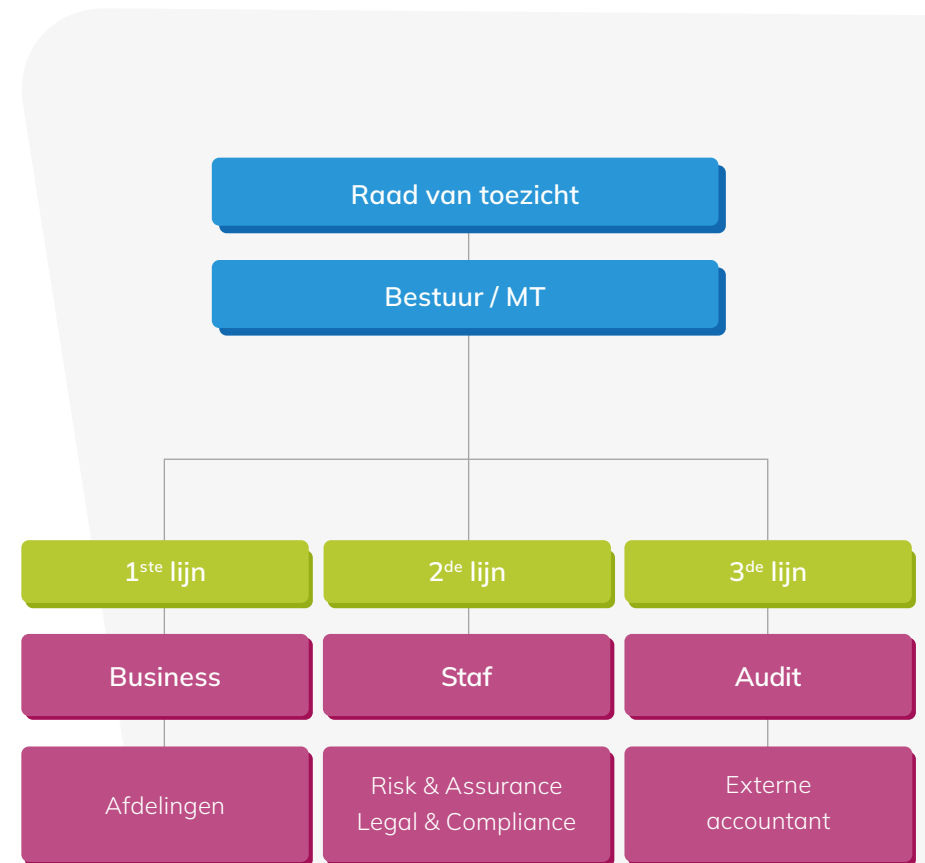 Raad van toezicht
Bestuur / MT
1ste lijn
2de lijn
3de lijn
Business
Staf
Audit
Afdelingen
Risk & Assurance
Legal & Compliance
Externe
accountant